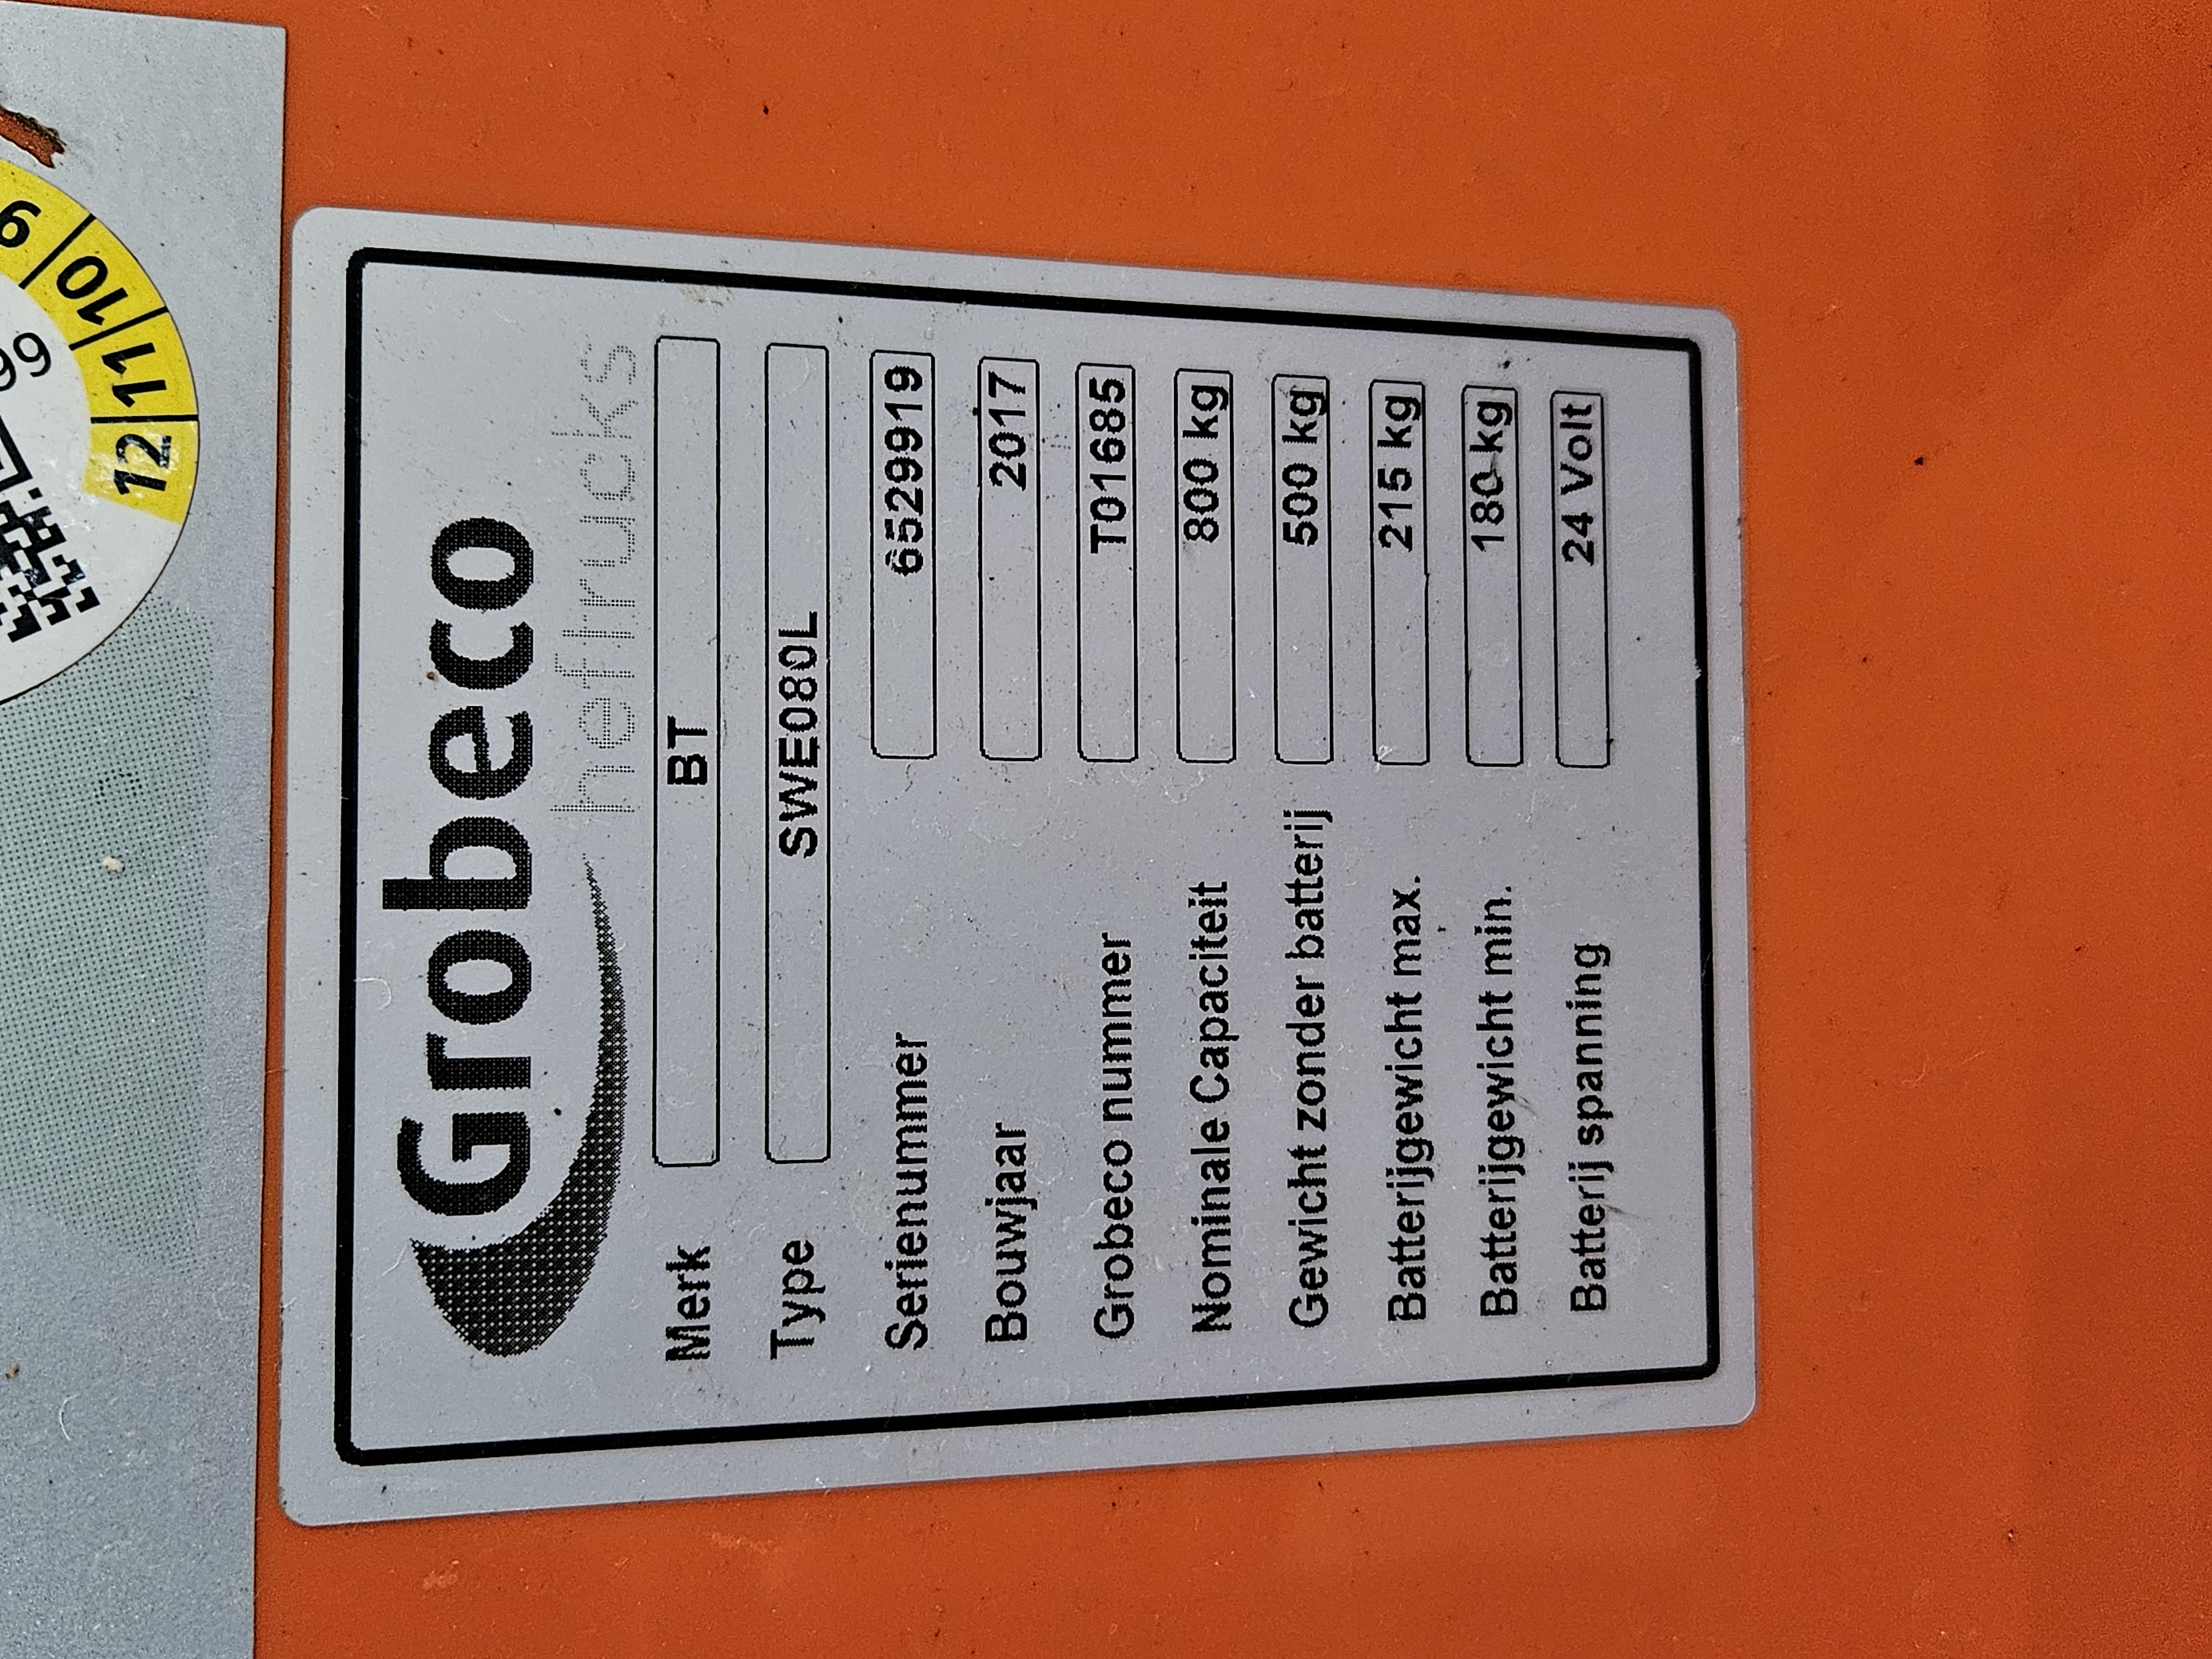 Grobeco
heftrucks
Merk BT
Type SWE080L
Serienummer 6529919
Bouwjaar 2017
Grobeco nummer T01685
Nominale Capaciteit 800 kg
Gewicht zonder batterij 500 kg
Batterijgewicht max. 215 kg
Batterijgewicht min. 180 kg
Batterij spanning 24 Volt
9 10 11 12
99